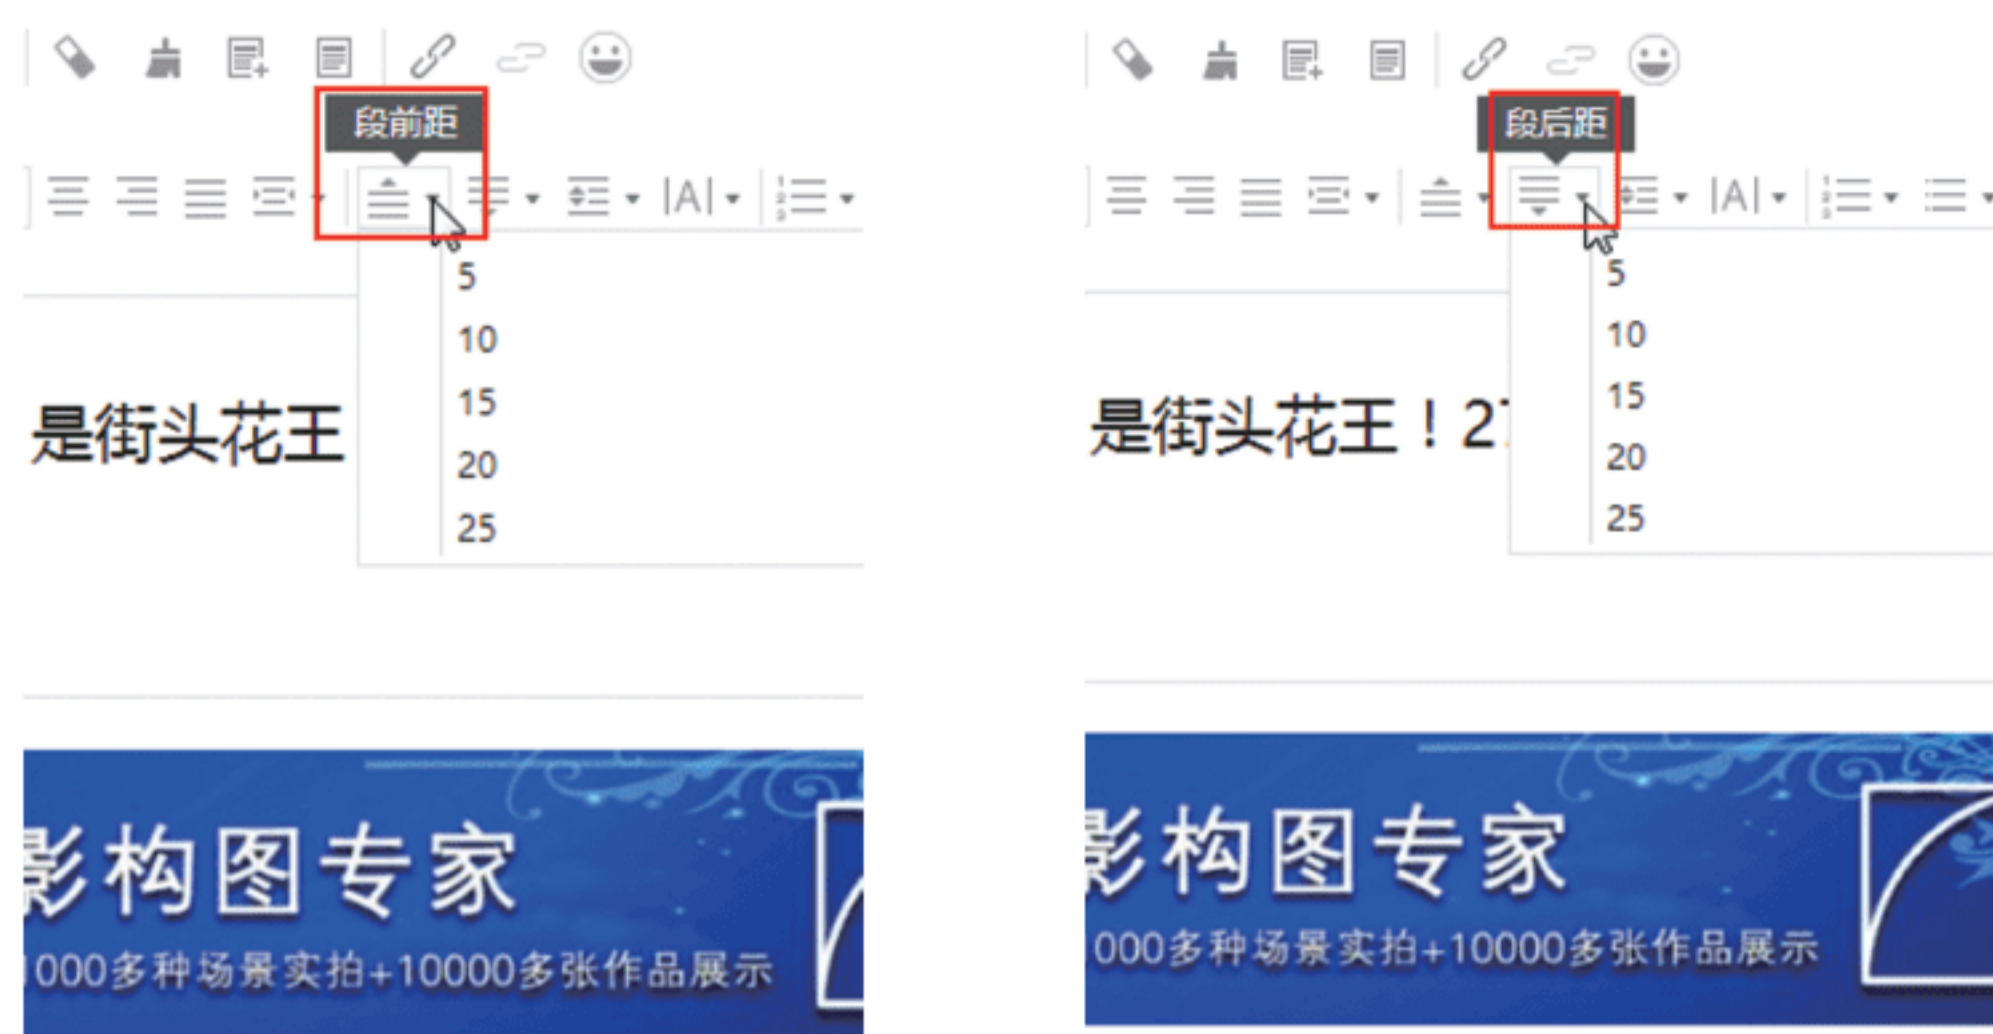 段前距
|A|
5
10
15
20
25
是街头花王
影构图专家
000多种场景实拍+10000多张作品展示
段后距
|A|
5
10
15
20
25
是街头花王！27
影构图专家
000多种场景实拍+10000多张作品展示